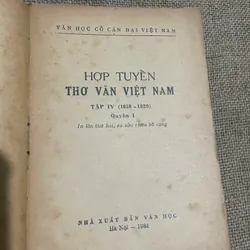 VĂN HỌC CỔ CẬN ĐẠI VIỆT NAM
HỢP TUYỂN
THƠ VĂN VIỆT NAM
TẬP IV (1858 - 1920)
Quyển I
In lần thứ hai, có sửa chữa bổ sung
NHÀ XUẤT BẢN VĂN HỌC
Hà Nội - 1984